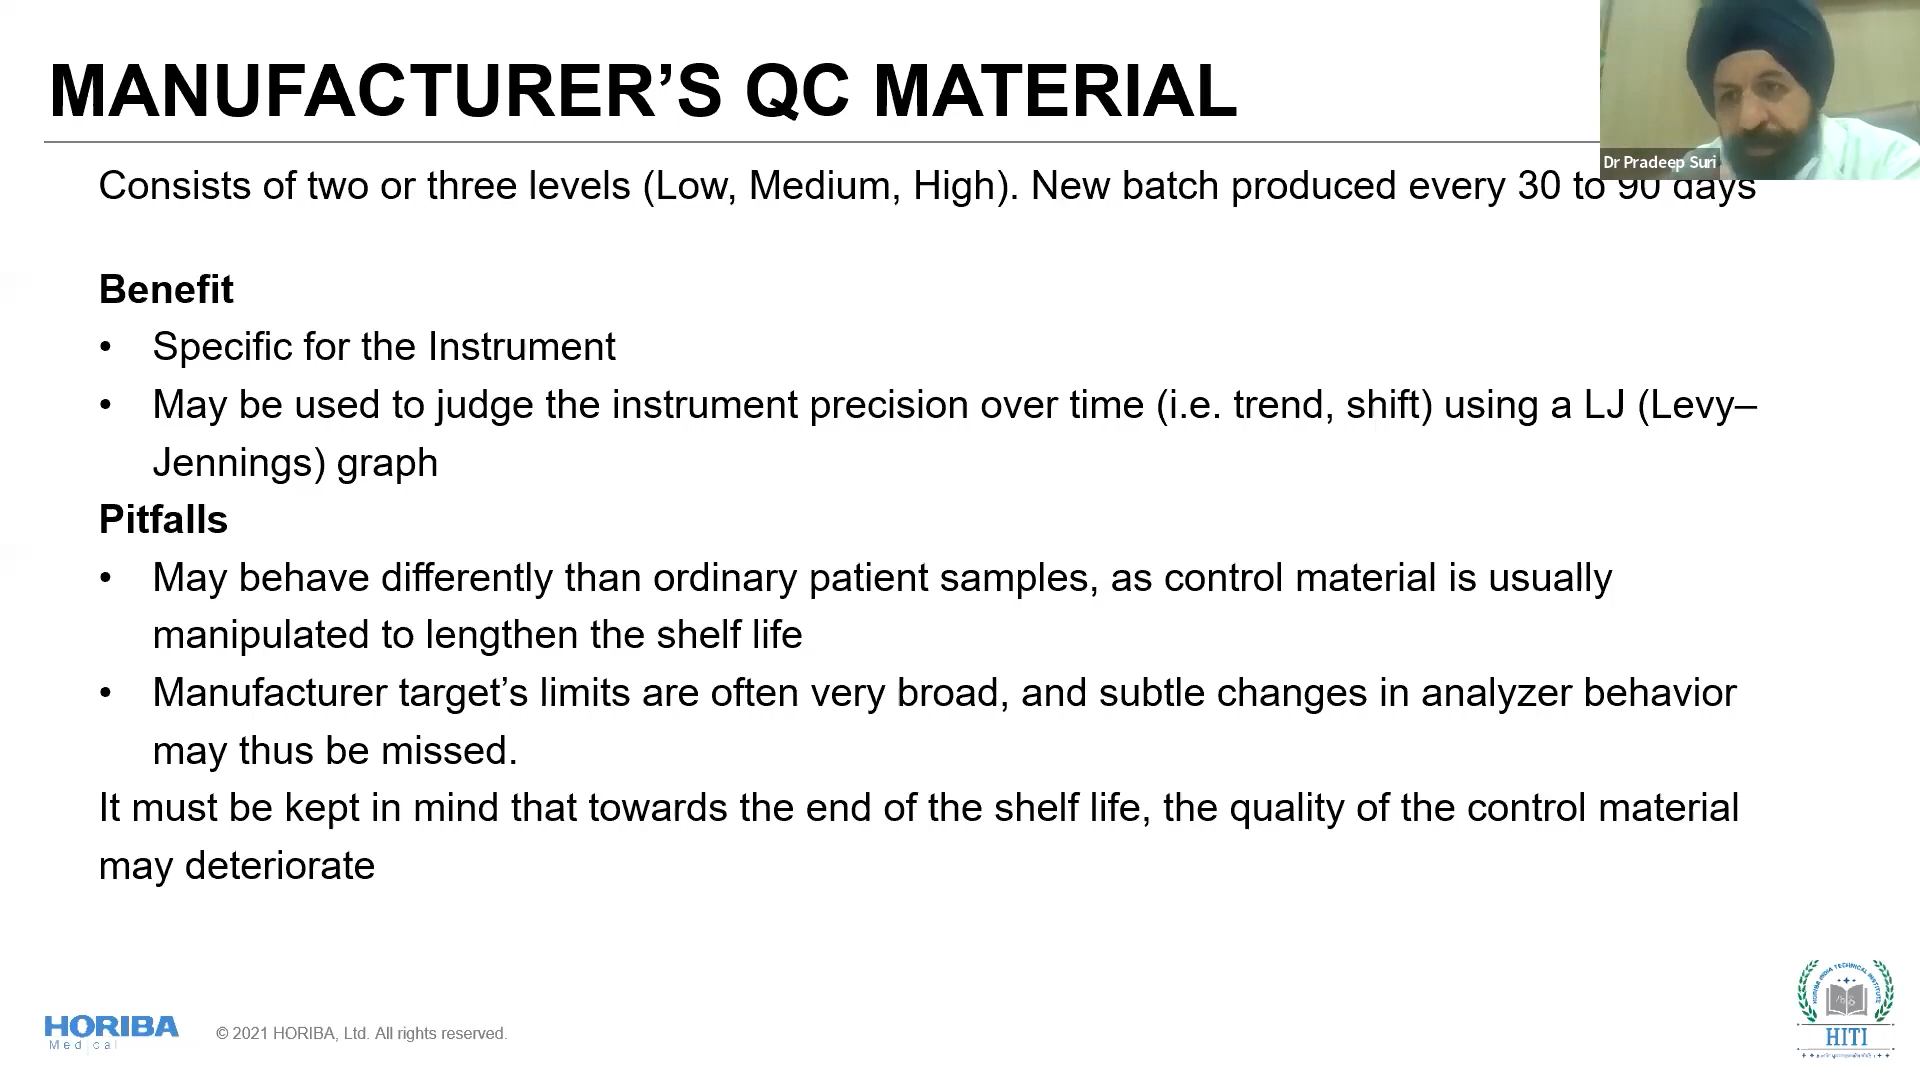 MANUFACTURER’S QC MATERIAL
Dr Pradeep Suri
Consists of two or three levels (Low, Medium, High). New batch produced every 30 to 90 days
Benefit
• Specific for the Instrument
• May be used to judge the instrument precision over time (i.e. trend, shift) using a LJ (Levy–
Jennings) graph
Pitfalls
• May behave differently than ordinary patient samples, as control material is usually
manipulated to lengthen the shelf life
• Manufacturer target’s limits are often very broad, and subtle changes in analyzer behavior
may thus be missed.
It must be kept in mind that towards the end of the shelf life, the quality of the control material
may deteriorate
HORIBA
Medical
© 2021 HORIBA, Ltd. All rights reserved.
HORIBA INDIA TECHNICAL INSTITUTE
HITI